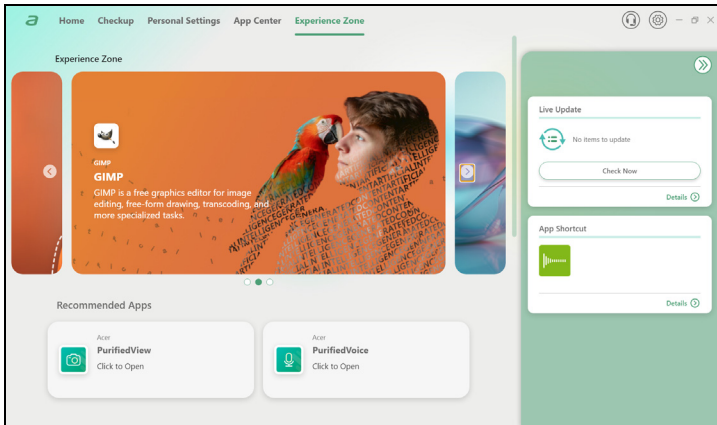 Home Checkup Personal Settings App Center Experience Zone
Experience Zone
GIMP
GIMP
GIMP is a free graphics editor for image
editing, free-form drawing, transcoding, and
more specialized tasks.
Recommended Apps
Acer
PurifiedView
Click to Open
Acer
PurifiedVoice
Click to Open
Live Update
No items to update
Check Now
Details
App Shortcut
Details